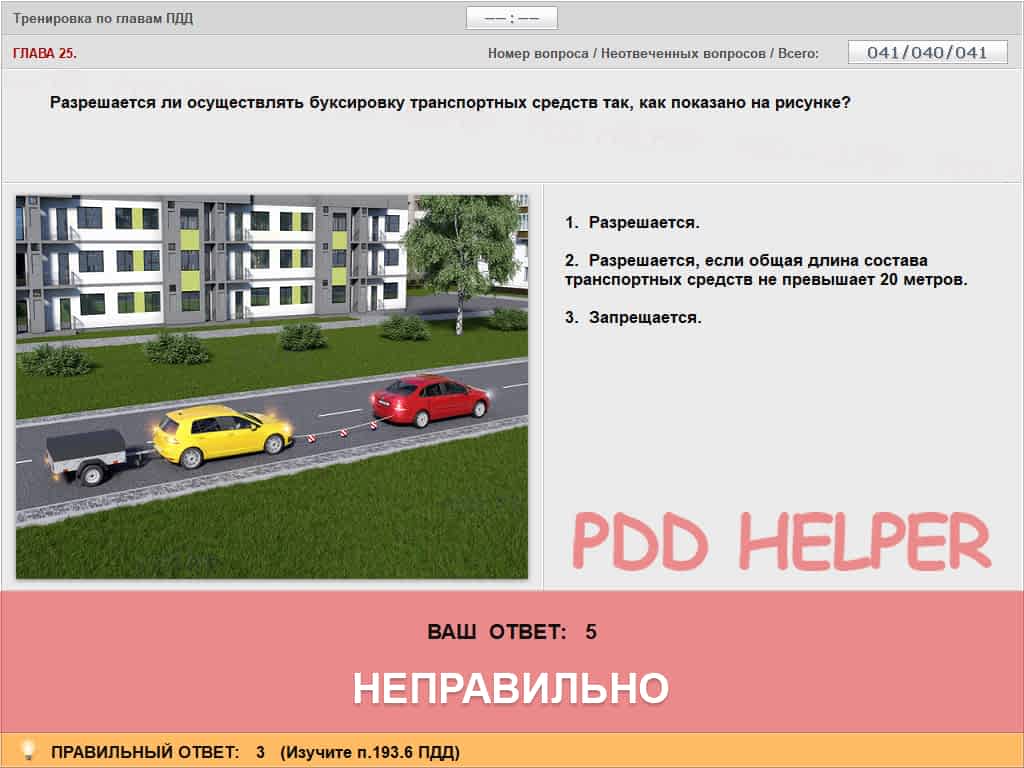 Тренировка по главам ПДД
—— : ——
ГЛАВА 25.
Номер вопроса / Неотвеченных вопросов / Всего:
041/040/041
Разрешается ли осуществлять буксировку транспортных средств так, как показано на рисунке?
1. Разрешается.
2. Разрешается, если общая длина состава
транспортных средств не превышает 20 метров.
3. Запрещается.
PDD HELPER
ВАШ ОТВЕТ: 5
НЕПРАВИЛЬНО
ПРАВИЛЬНЫЙ ОТВЕТ: 3 (Изучите п.193.6 ПДД)